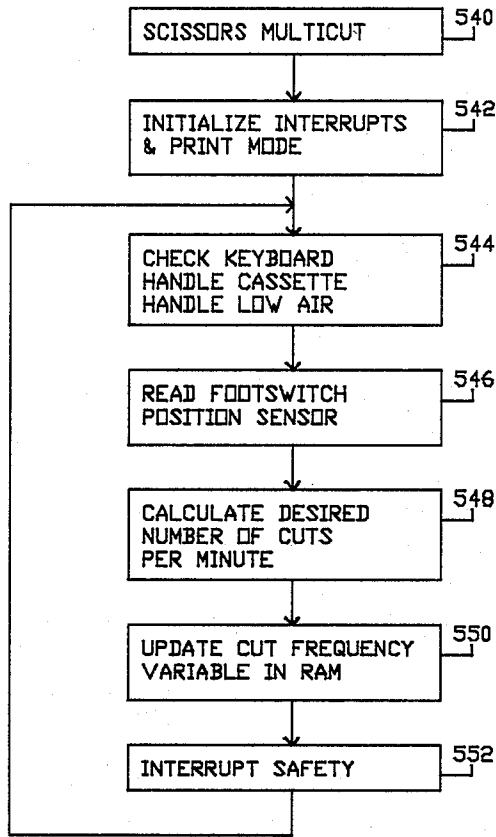 540
SCISSORS MULTICUT
542
INITIALIZE INTERRUPTS
& PRINT MODE
544
CHECK KEYBOARD
HANDLE CASSETTE
HANDLE LOW AIR
546
READ FOOTSWITCH
POSITION SENSOR
548
CALCULATE DESIRED
NUMBER OF CUTS
PER MINUTE
550
UPDATE CUT FREQUENCY
VARIABLE IN RAM
552
INTERRUPT SAFETY